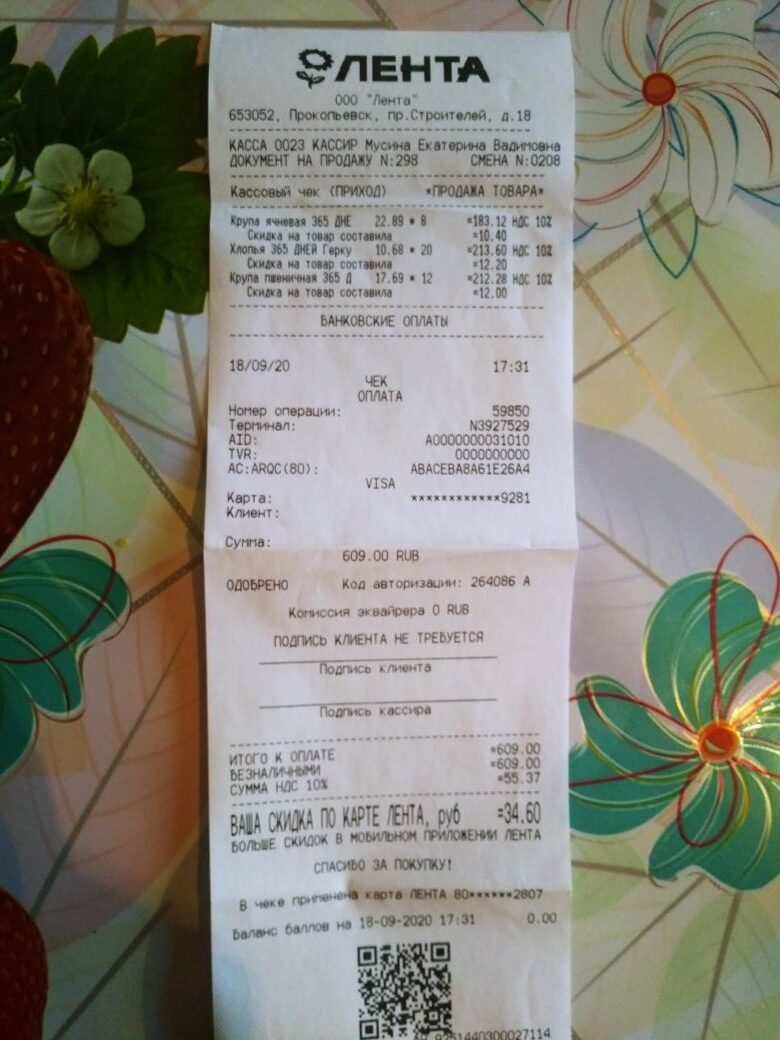 ЛЕНТА
ООО "Лента"
653052, Прокопьевск, пр.Строителей, д.18
КАССА 0023 КАССИР Мусина Екатерина Вадимовна
ДОКУМЕНТ НА ПРОДАЖУ N:298 СМЕНА N:0208
Кассовый чек (ПРИХОД) *ПРОДАЖА ТОВАРА*
Крупа ячневая 365 ДНЕ 22.89 * 8 =183.12 НДС 10%
Скидка на товар составила =10.40
Хлопья 365 ДНЕЙ Герку 10.68 * 20 =213.60 НДС 10%
Скидка на товар составила =12.20
Крупа пшеничная 365 Д 17.69 * 12 =212.28 НДС 10%
Скидка на товар составила =12.00
БАНКОВСКИЕ ОПЛАТЫ
18/09/20 17:31
ЧЕК
ОПЛАТА
Номер операции: 59850
Терминал: N3927529
AID: A0000000031010
TVR: 0000000000
AC:ARQC(80): ABACEBA8A61E26A4
VISA
Карта: ************9281
Клиент:
Сумма:
609.00 RUB
ОДОБРЕНО Код авторизации: 264086 A
Комиссия эквайрера 0 RUB
ПОДПИСЬ КЛИЕНТА НЕ ТРЕБУЕТСЯ
Подпись клиента
Подпись кассира
ИТОГО К ОПЛАТЕ =609.00
БЕЗНАЛИЧНЫМИ =609.00
СУММА НДС 10% =55.37
ВАША СКИДКА ПО КАРТЕ ЛЕНТА, руб =34.60
БОЛЬШЕ СКИДОК В МОБИЛЬНОМ ПРИЛОЖЕНИИ ЛЕНТА
СПАСИБО ЗА ПОКУПКУ!
В чеке применена карта ЛЕНТА 80******2807
Баланс баллов на 18-09-2020 17:31 0.00